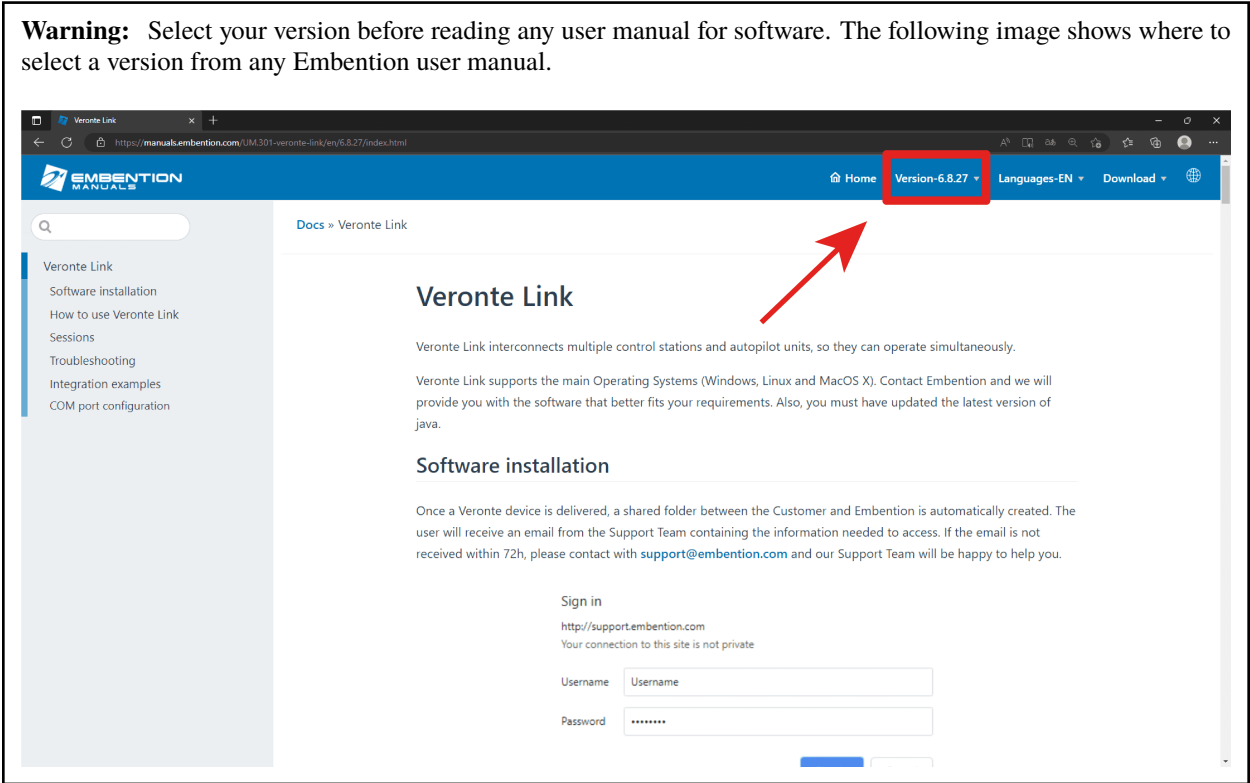 Warning: Select your version before reading any user manual for software. The following image shows where to
select a version from any Embention user manual.
Veronte Link
https://manuals.embention.com/UM.301-veronte-link/en/6.8.27/index.html
EMBENTION
MANUALS
Home Version-6.8.27 Languages-EN Download
Docs » Veronte Link
Veronte Link
Software installation
How to use Veronte Link
Sessions
Troubleshooting
Integration examples
COM port configuration
Veronte Link
Veronte Link interconnects multiple control stations and autopilot units, so they can operate simultaneously.
Veronte Link supports the main Operating Systems (Windows, Linux and MacOS X). Contact Embention and we will
provide you with the software that better fits your requirements. Also, you must have updated the latest version of
java.
Software installation
Once a Veronte device is delivered, a shared folder between the Customer and Embention is automatically created. The
user will receive an email from the Support Team containing the information needed to access. If the email is not
received within 72h, please contact with support@embention.com and our Support Team will be happy to help you.
Sign in
http://support.embention.com
Your connection to this site is not private
Username Username
Password ••••••••